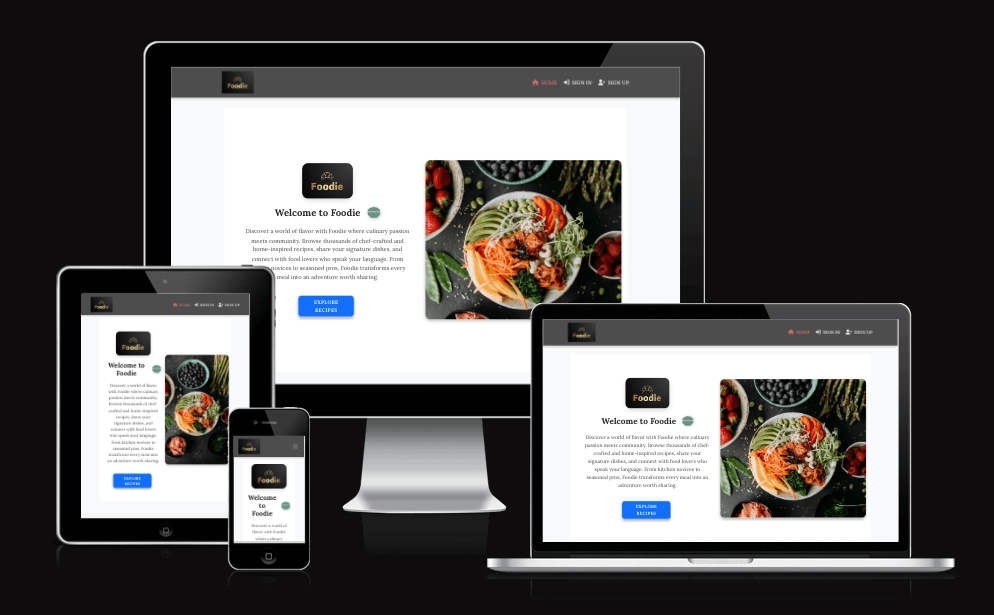 Foodie
HOME SIGN IN SIGN UP
Foodie
Welcome to Foodie
Discover a world of flavor with Foodie where culinary passion
meets community. Browse thousands of chef-crafted and
home-inspired recipes, share your signature dishes, and
connect with food lovers who speak your language. From
novices to seasoned pros, Foodie transforms every
meal into an adventure worth sharing.
EXPLORE
RECIPES
Foodie
HOME SIGN IN SIGN UP
Foodie
Welcome to
Foodie
Discover a world of flavor
with Foodie where culinary
passion meets community.
Browse thousands of chef-
crafted and home-inspired
recipes, share your
signature dishes, and
connect with food lovers
who speak your language.
From kitchen novices to
seasoned pros, Foodie
transforms every meal into
an adventure worth sharing.
EXPLORE
RECIPES
Foodie
Foodie
Welcome
to
Foodie
Discover a world of
flavor with Foodie
where culinary
Foodie
HOME SIGN IN SIGN UP
Foodie
Welcome to Foodie
Discover a world of flavor with Foodie where culinary
passion meets community. Browse thousands of chef-
crafted and home-inspired recipes, share your
signature dishes, and connect with food lovers who
speak your language. From kitchen novices to
seasoned pros, Foodie transforms every meal into an
adventure worth sharing.
EXPLORE
RECIPES